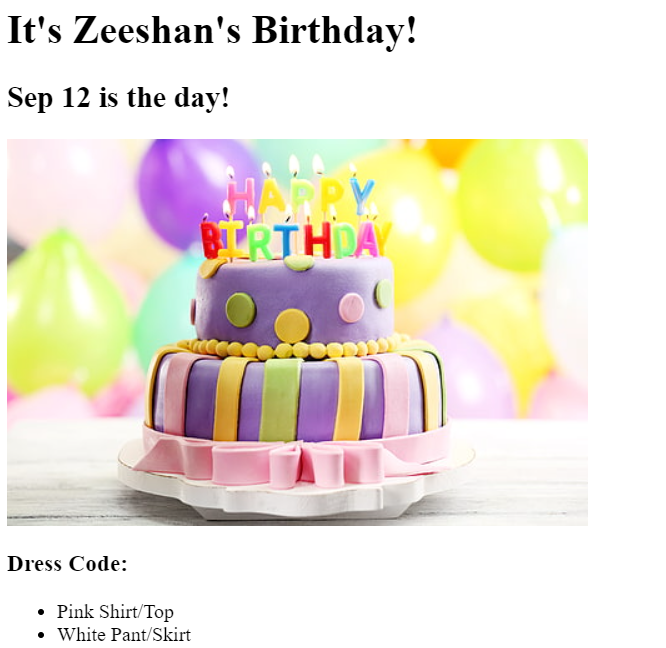 It's Zeeshan's Birthday!
Sep 12 is the day!
HAPPY
BIRTHDAY
Dress Code:
Pink Shirt/Top
White Pant/Skirt